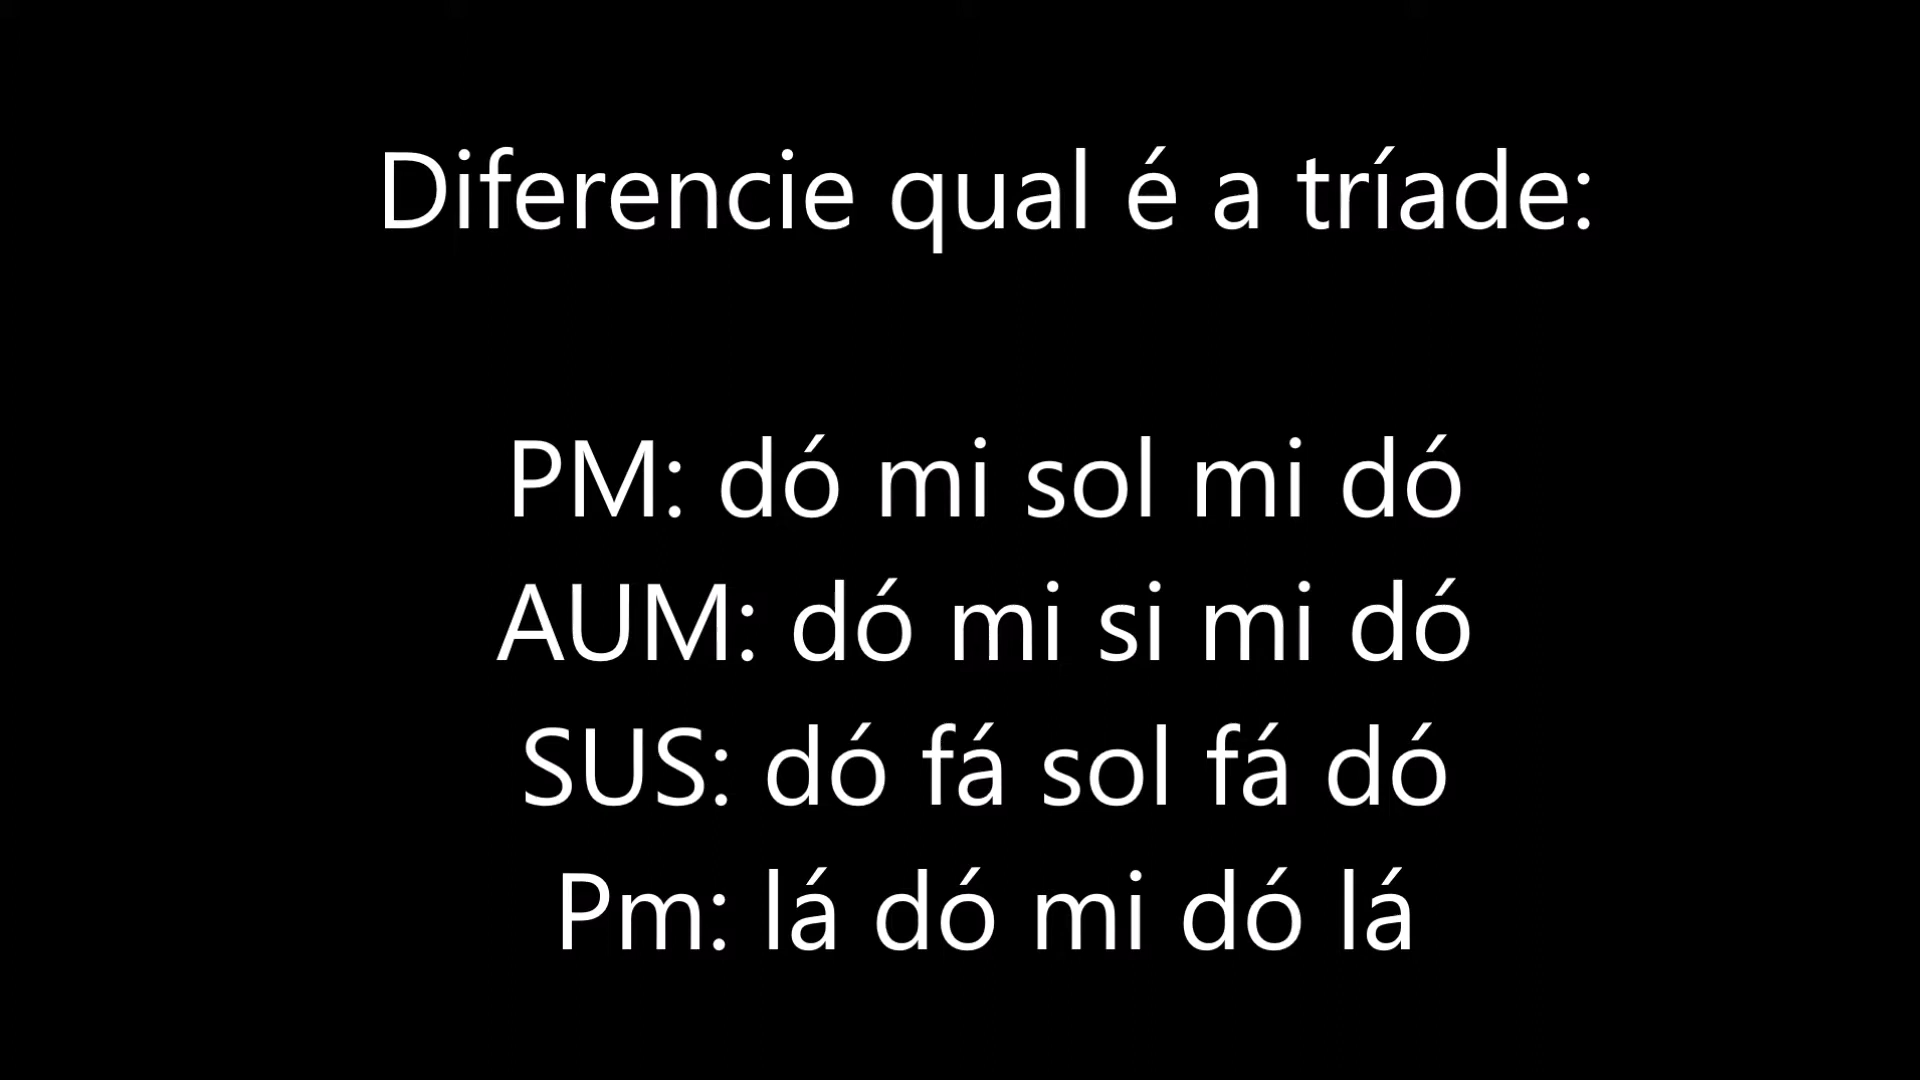 Diferencie qual é a tríade:
PM: dó mi sol mi dó
AUM: dó mi si mi dó
SUS: dó fá sol fá dó
Pm: lá dó mi dó lá